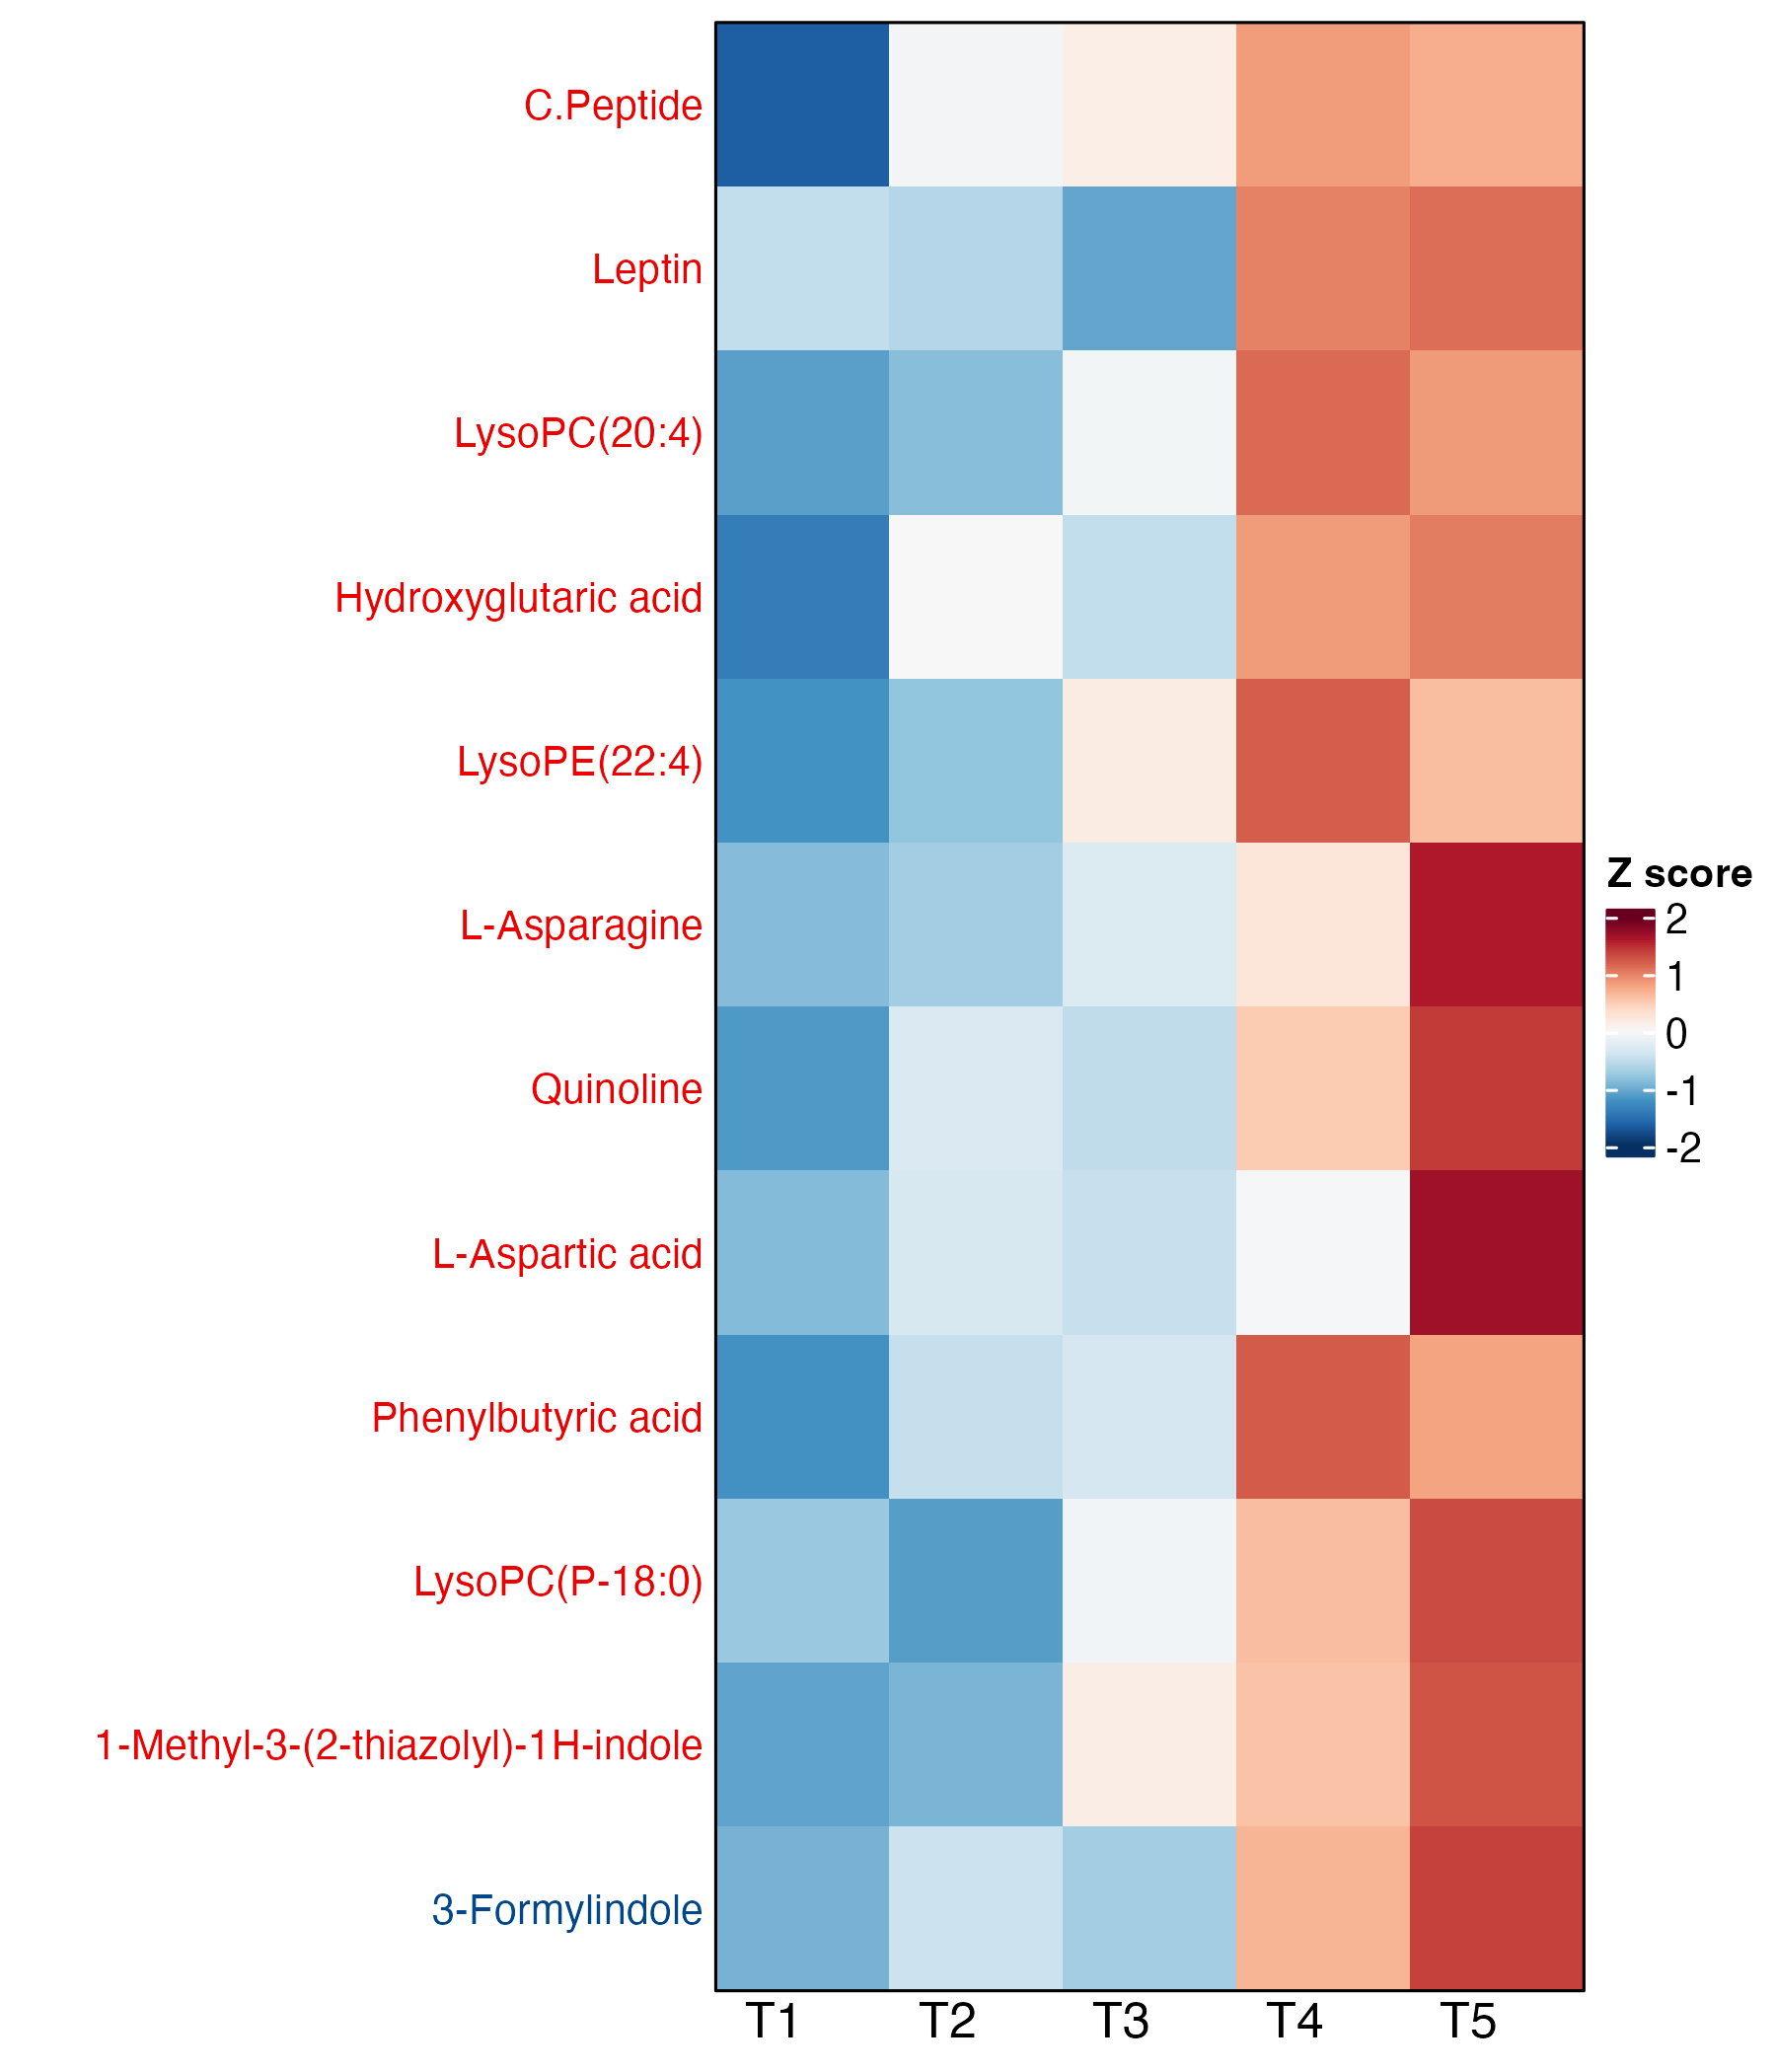 C.Peptide
Leptin
LysoPC(20:4)
Hydroxyglutaric acid
LysoPE(22:4)
L-Asparagine
Quinoline
L-Aspartic acid
Phenylbutyric acid
LysoPC(P-18:0)
1-Methyl-3-(2-thiazolyl)-1H-indole
3-Formylindole
T1 T2 T3 T4 T5
Z score
2
1
0
-1
-2